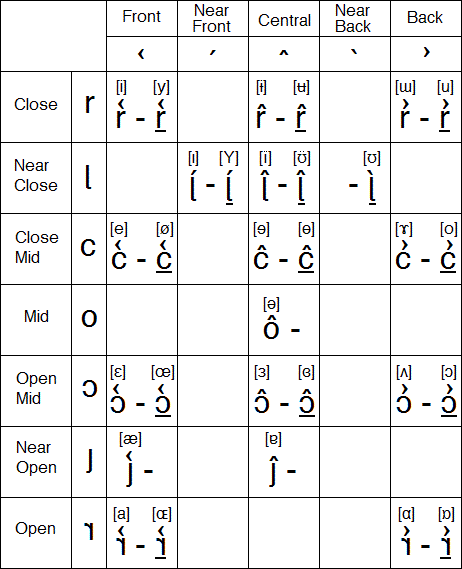 Front Near Front Central Near Back Back
‹ ˊ ˆ ˋ ›
[i] [y] [ɨ] [ʉ] [ɯ] [u]
Close r r᷾ - r̲᷾ r̂ - r̲̂ r͐ - r̲͐
[ɪ] [Y] [ï] [ʊ̈] [ʊ]
Near Close ɩ ɩ́ - ɩ̲́ ɩ̂ - ɩ̲̂ - ɩ̲̀
[e] [ø] [ɘ] [ɵ] [ɤ] [o]
Close Mid c c᷾ - c̲᷾ ĉ - ĉ̲ c͐ - c̲͐
[ə]
Mid o ô -
[ɛ] [œ] [ɜ] [ɞ] [ʌ] [ɔ]
Open Mid ɔ ɔ᷾ - ɔ̲᷾ ɔ̂ - ɔ̲̂ ɔ͐ - ɔ̲͐
[æ] [ɐ]
Near Open ȷ ȷ᷾ - ȷ̂ -
[a] [Œ] [ɑ] [ɒ]
Open ɿ ɿ᷾ - ɿ̲᷾ ɿ͐ - ɿ̲͐